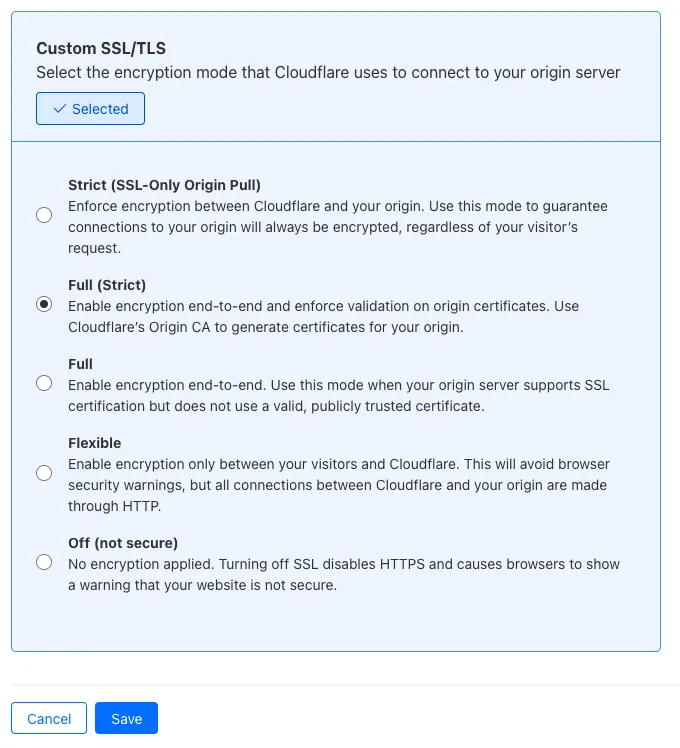 Custom SSL/TLS
Select the encryption mode that Cloudflare uses to connect to your origin server
Selected
Strict (SSL-Only Origin Pull)
Enforce encryption between Cloudflare and your origin. Use this mode to guarantee
connections to your origin will always be encrypted, regardless of your visitor’s
request.
Full (Strict)
Enable encryption end-to-end and enforce validation on origin certificates. Use
Cloudflare’s Origin CA to generate certificates for your origin.
Full
Enable encryption end-to-end. Use this mode when your origin server supports SSL
certification but does not use a valid, publicly trusted certificate.
Flexible
Enable encryption only between your visitors and Cloudflare. This will avoid browser
security warnings, but all connections between Cloudflare and your origin are made
through HTTP.
Off (not secure)
No encryption applied. Turning off SSL disables HTTPS and causes browsers to show
a warning that your website is not secure.
Cancel
Save